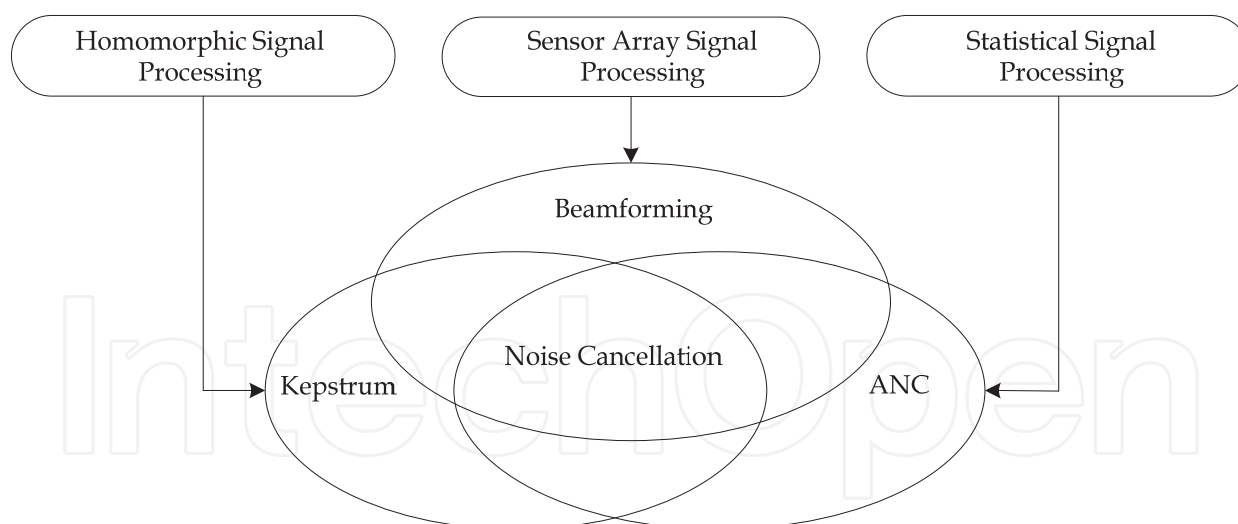 Homomorphic Signal
Processing
Sensor Array Signal
Processing
Statistical Signal
Processing
Beamforming
Noise Cancellation
Kepstrum
ANC
IntechOpen